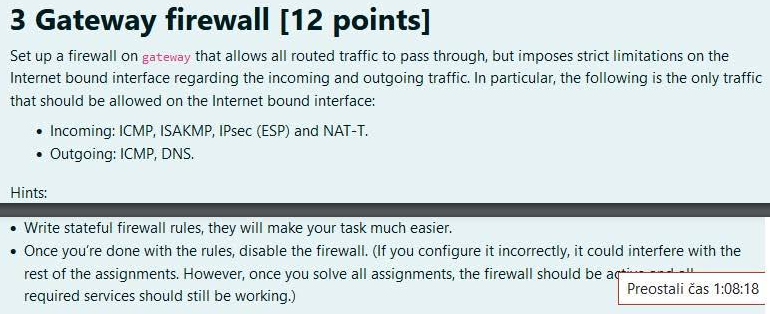 3 Gateway firewall [12 points]
Set up a firewall on gateway that allows all routed traffic to pass through, but imposes strict limitations on the
Internet bound interface regarding the incoming and outgoing traffic. In particular, the following is the only traffic
that should be allowed on the Internet bound interface:
• Incoming: ICMP, ISAKMP, IPsec (ESP) and NAT-T.
• Outgoing: ICMP, DNS.
Hints:
• Write stateful firewall rules, they will make your task much easier.
• Once you're done with the rules, disable the firewall. (If you configure it incorrectly, it could interfere with the
rest of the assignments. However, once you solve all assignments, the firewall should be
required services should still be working.)
Preostali čas 1:08:18